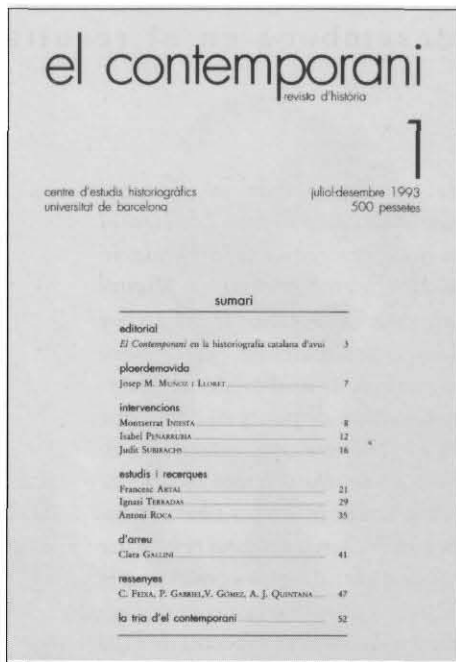 el contemporani
revista d'història
1
centre d'estudis historiogràfics
universitat de barcelona
juliol-desembre 1993
500 pessetes
sumari
editorial
El Contemporani en la historiografia catalana d'avui 3
plaerdemavida
Josep M. MUÑOZ I LLORET 7
intervencions
Montserrat INIESTA 8
Isabel PEÑARRUBIA 12
Judit SUBIRACHS 16
estudis i recerques
Francesc ARTAL 21
Ignasi TERRADAS 29
Antoni ROCA 35
d'arreu
Clara GALLINI 41
ressenyes
C. FEIXA, P. GABRIEL, V. GÓMEZ, A. J. QUINTANA 47
la tria d'el contemporani 52